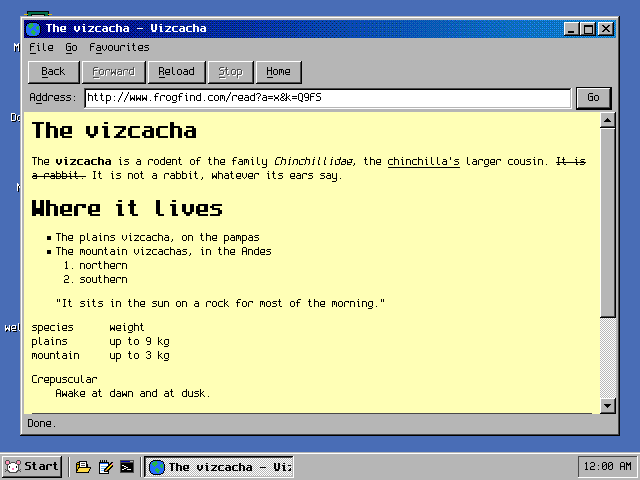 The vizcacha - Vizcacha
File Go Favourites
Back Forward Reload Stop Home
Address: http://www.frogfind.com/read?a=x&k=Q9FS Go
The vizcacha
The vizcacha is a rodent of the family Chinchillidae, the chinchilla's larger cousin. It is
a rabbit. It is not a rabbit, whatever its ears say.
Where it lives
The plains vizcacha, on the pampas
The mountain vizcachas, in the Andes
1. northern
2. southern
"It sits in the sun on a rock for most of the morning."
species weight
plains up to 9 kg
mountain up to 3 kg
Crepuscular
Awake at dawn and at dusk.
Done.
Start The vizcacha - Viz 12:00 AM